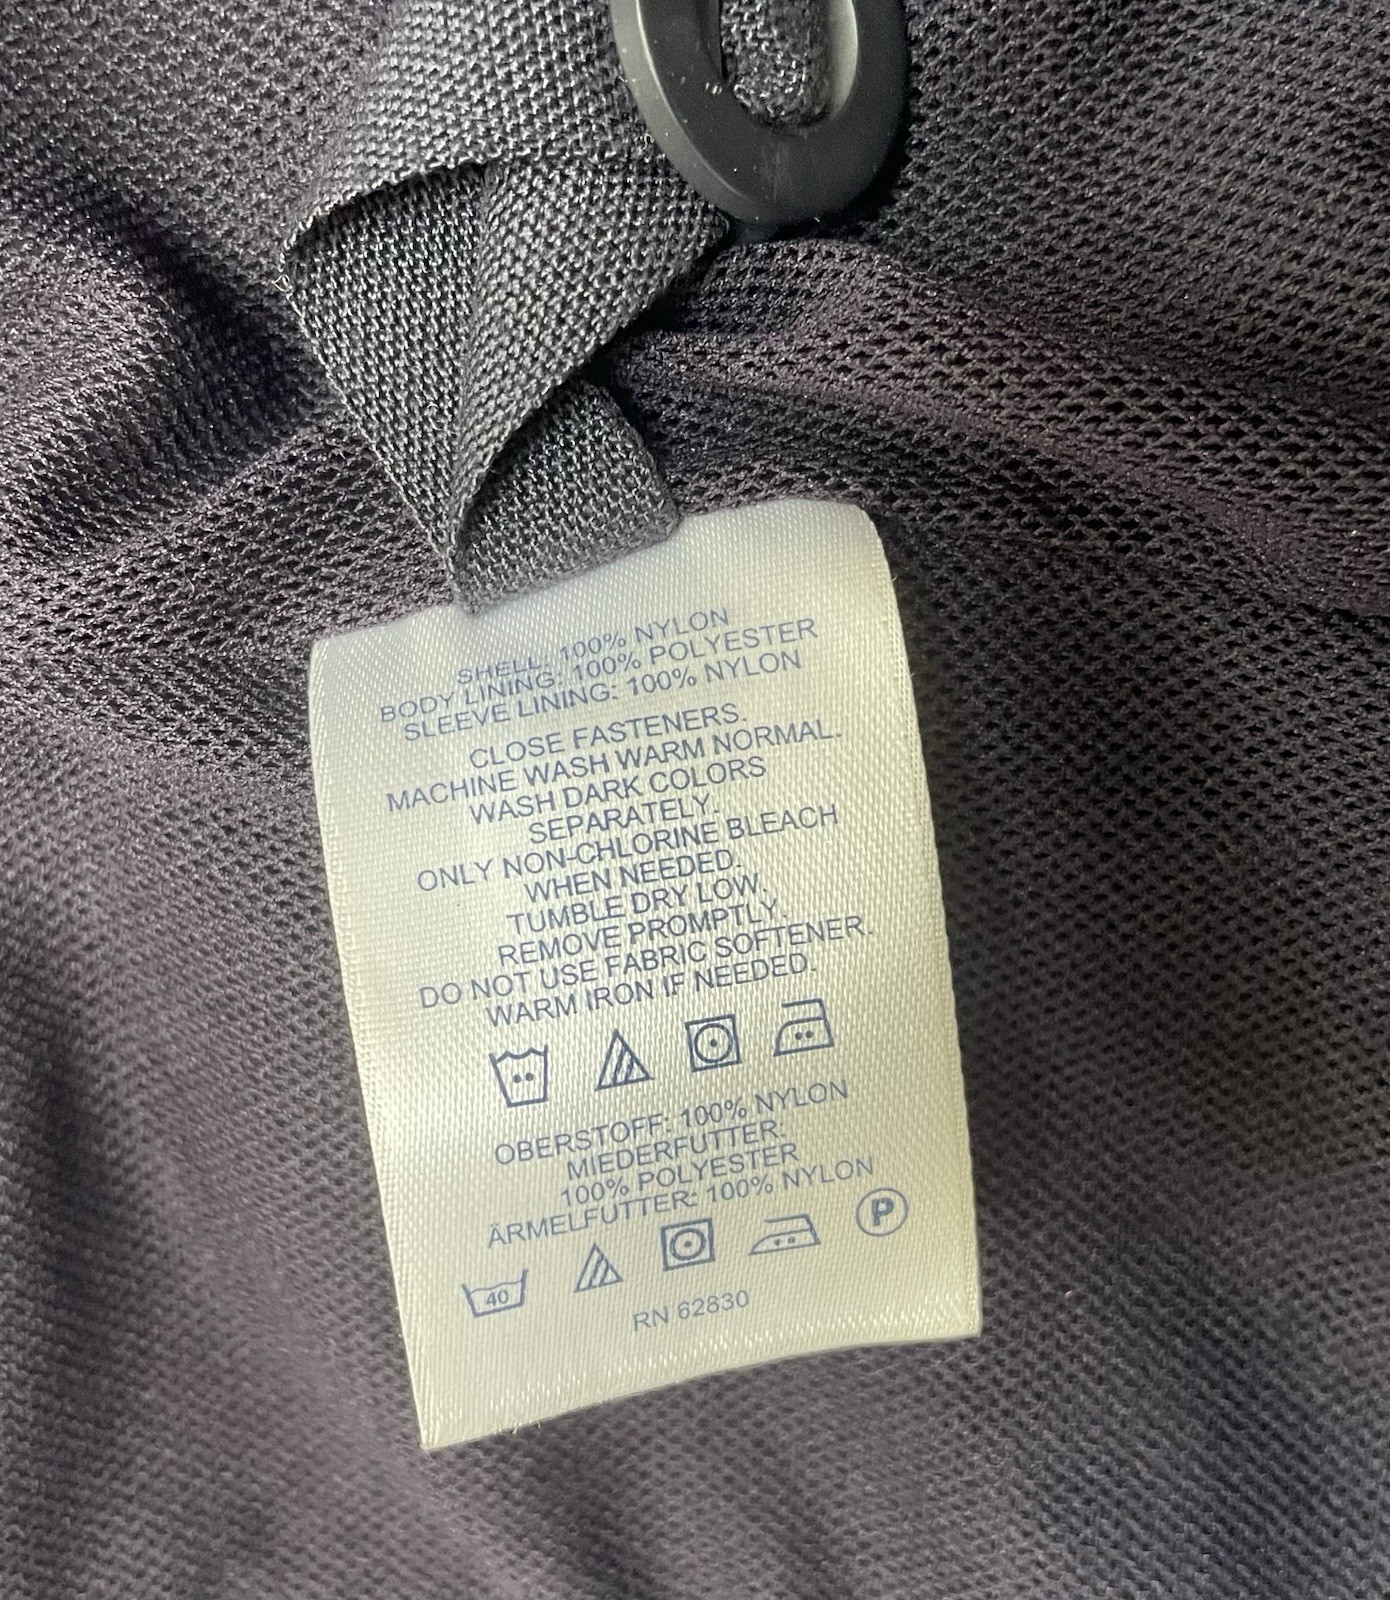 SHELL: 100% NYLON
BODY LINING: 100% POLYESTER
SLEEVE LINING: 100% NYLON
CLOSE FASTENERS.
MACHINE WASH WARM NORMAL.
WASH DARK COLORS
SEPARATELY.
ONLY NON-CHLORINE BLEACH
WHEN NEEDED.
TUMBLE DRY LOW.
REMOVE PROMPTLY.
DO NOT USE FABRIC SOFTENER.
WARM IRON IF NEEDED.
OBERSTOFF: 100% NYLON
MIEDERFUTTER:
100% POLYESTER
ÄRMELFUTTER: 100% NYLON
40 P
RN 62830